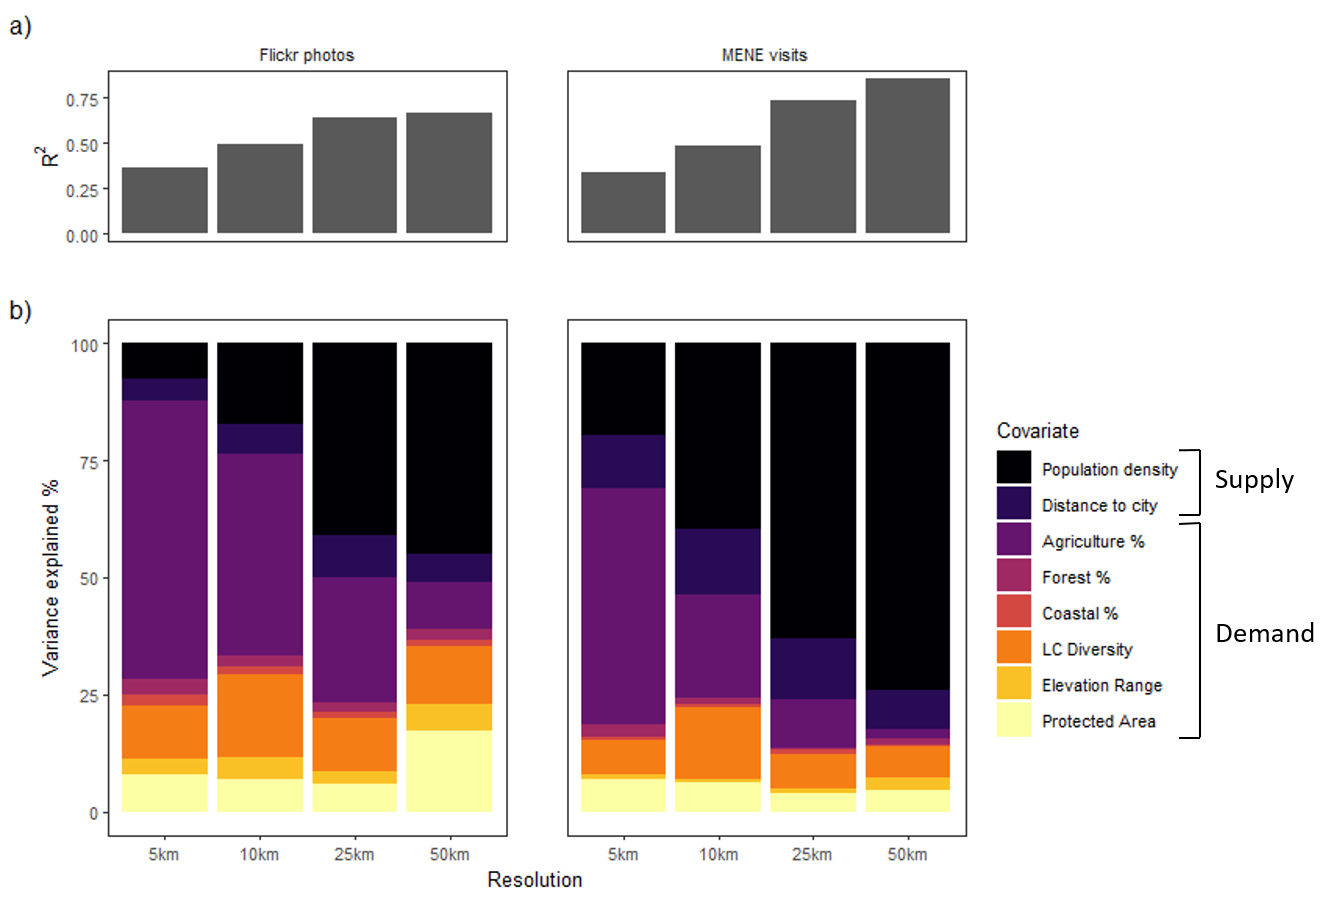 a)
Flickr photos
MENE visits
0.75
0.50
0.25
0.00
R²
b)
100
75
50
25
0
Variance explained %
5km 10km 25km 50km
5km 10km 25km 50km
Resolution
Covariate
Population density
Distance to city
Agriculture %
Forest %
Coastal %
LC Diversity
Elevation Range
Protected Area
Supply
Demand